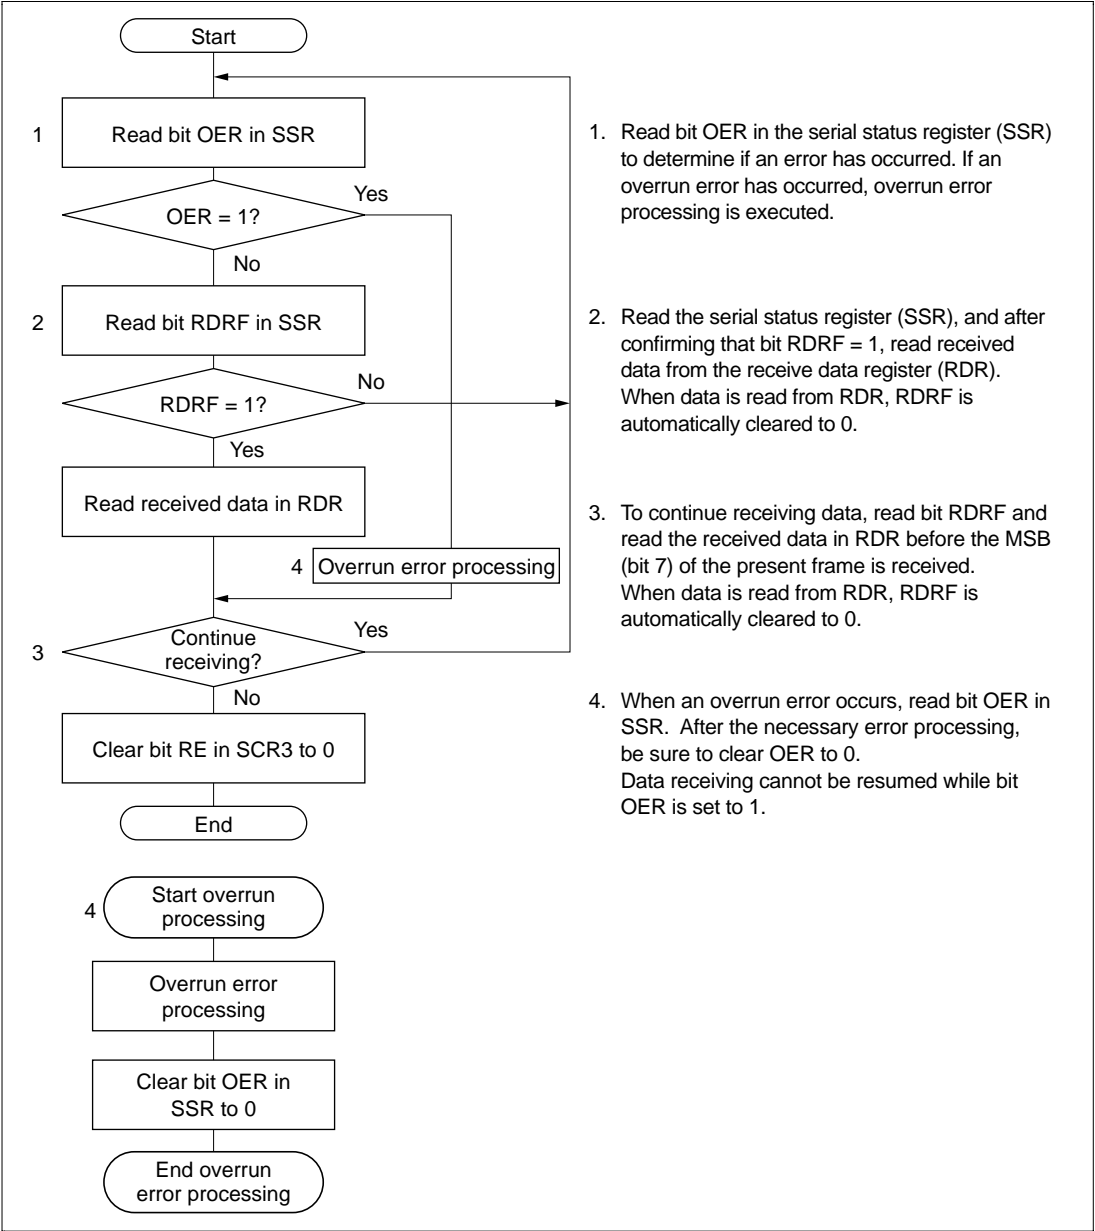 Start
1
Read bit OER in SSR
OER = 1?
Yes
No
2
Read bit RDRF in SSR
RDRF = 1?
No
Yes
Read received data in RDR
4
Overrun error processing
3
Continue
receiving?
Yes
No
Clear bit RE in SCR3 to 0
End
4
Start overrun
processing
Overrun error
processing
Clear bit OER in
SSR to 0
End overrun
error processing
1. Read bit OER in the serial status register (SSR)
to determine if an error has occurred. If an
overrun error has occurred, overrun error
processing is executed.
2. Read the serial status register (SSR), and after
confirming that bit RDRF = 1, read received
data from the receive data register (RDR).
When data is read from RDR, RDRF is
automatically cleared to 0.
3. To continue receiving data, read bit RDRF and
read the received data in RDR before the MSB
(bit 7) of the present frame is received.
When data is read from RDR, RDRF is
automatically cleared to 0.
4. When an overrun error occurs, read bit OER in
SSR. After the necessary error processing,
be sure to clear OER to 0.
Data receiving cannot be resumed while bit
OER is set to 1.